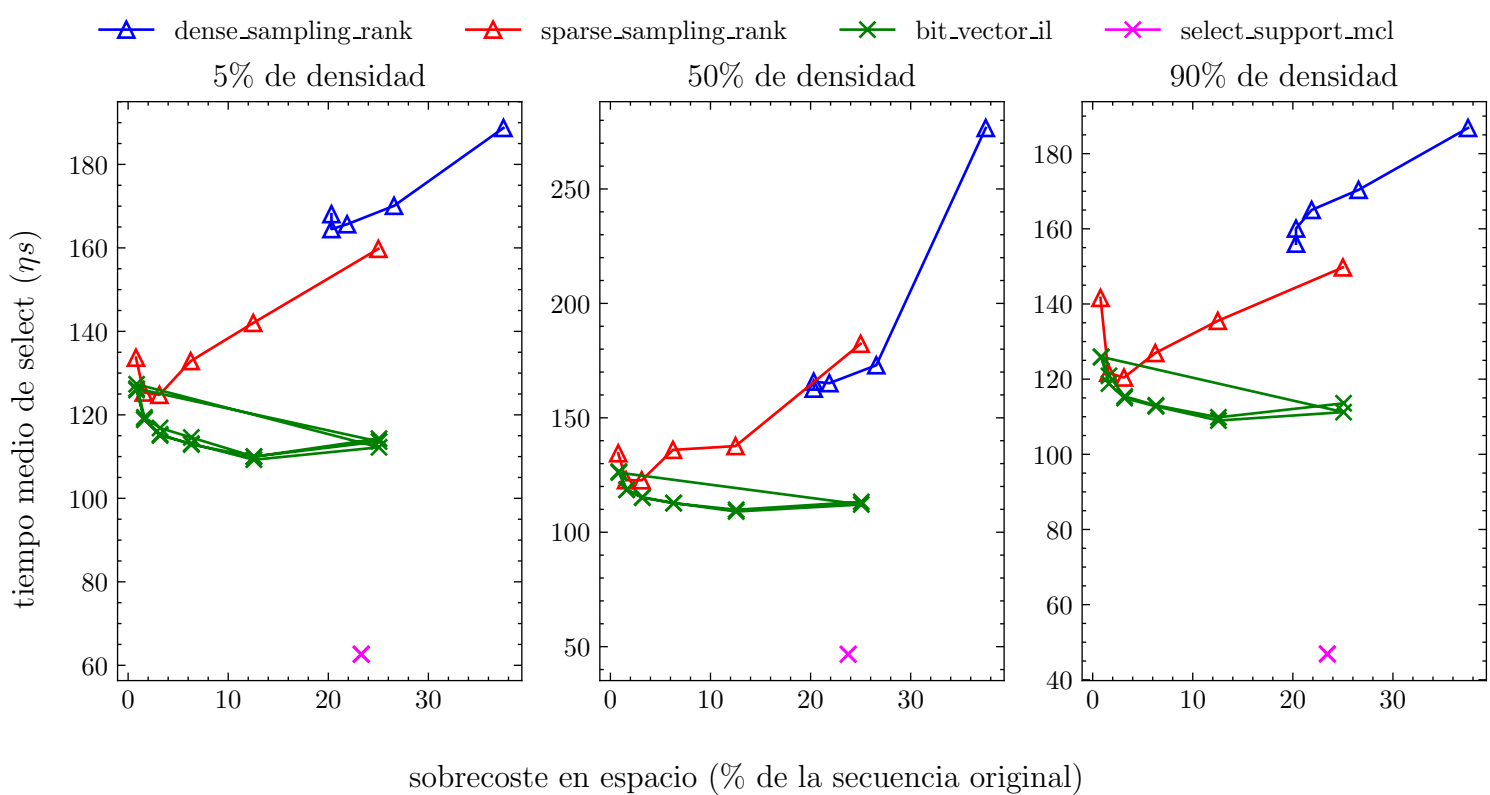 dense_sampling_rank sparse_sampling_rank bit_vector_il select_support_mcl
5% de densidad 50% de densidad 90% de densidad
tiempo medio de select (ηs)
180
160
140
120
100
80
60
0 10 20 30
250
200
150
100
50
0 10 20 30
180
160
140
120
100
80
60
40
0 10 20 30
sobrecoste en espacio (% de la secuencia original)